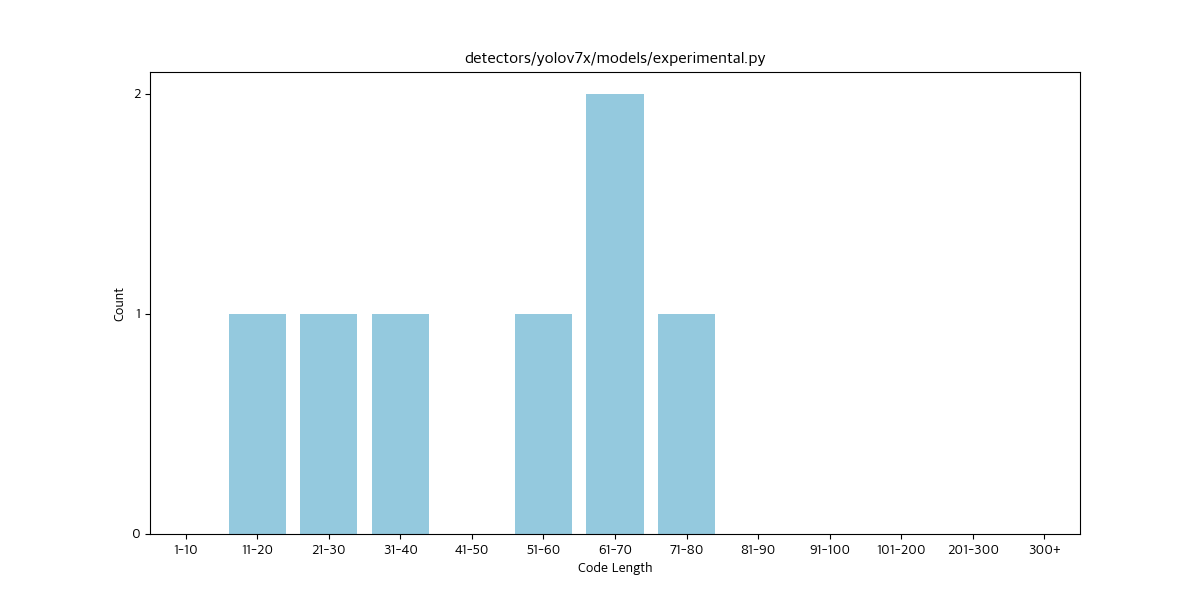 detectors/yolov7x/models/experimental.py
2
1
0
Count
1-10 11-20 21-30 31-40 41-50 51-60 61-70 71-80 81-90 91-100 101-200 201-300 300+
Code Length